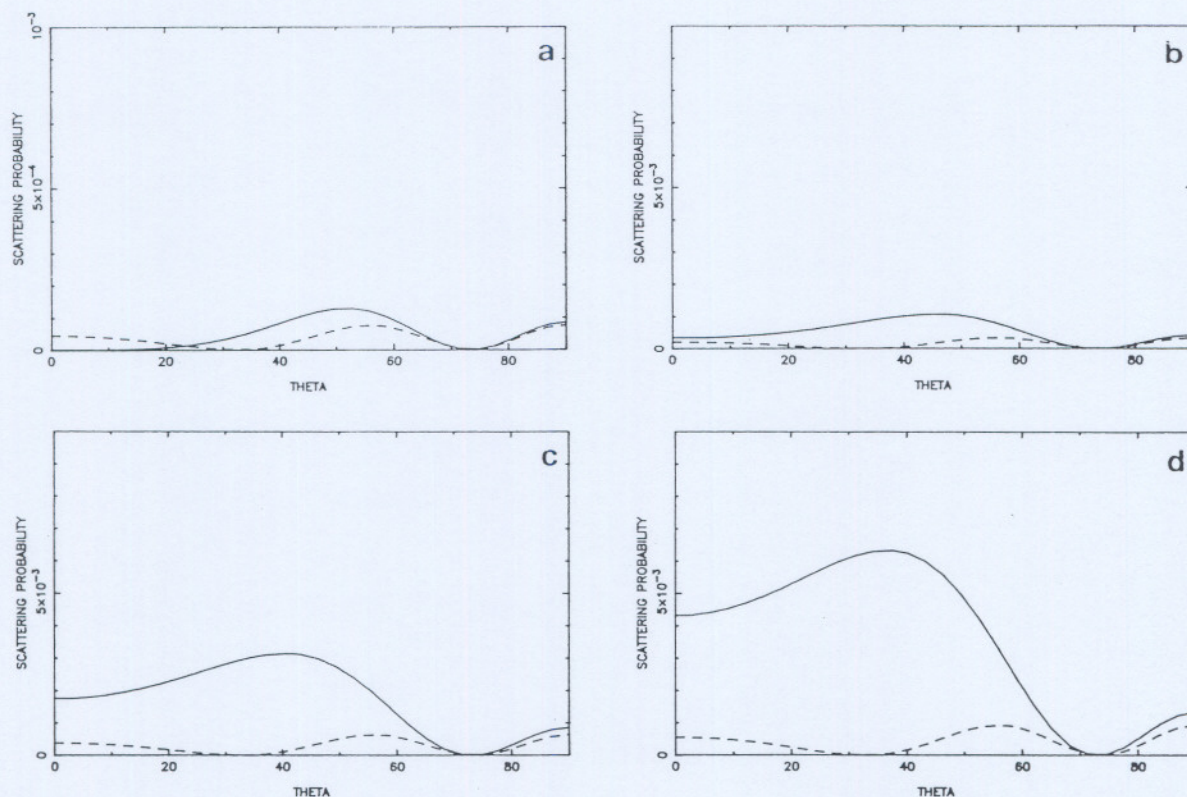 10⁻³
a
SCATTERING PROBABILITY
5×10⁻⁴
0
0 20 40 60 80
THETA
b
SCATTERING PROBABILITY
5×10⁻³
0
0 20 40 60 80
THETA
c
SCATTERING PROBABILITY
5×10⁻³
0
0 20 40 60 80
THETA
d
SCATTERING PROBABILITY
5×10⁻³
0
0 20 40 60 80
THETA